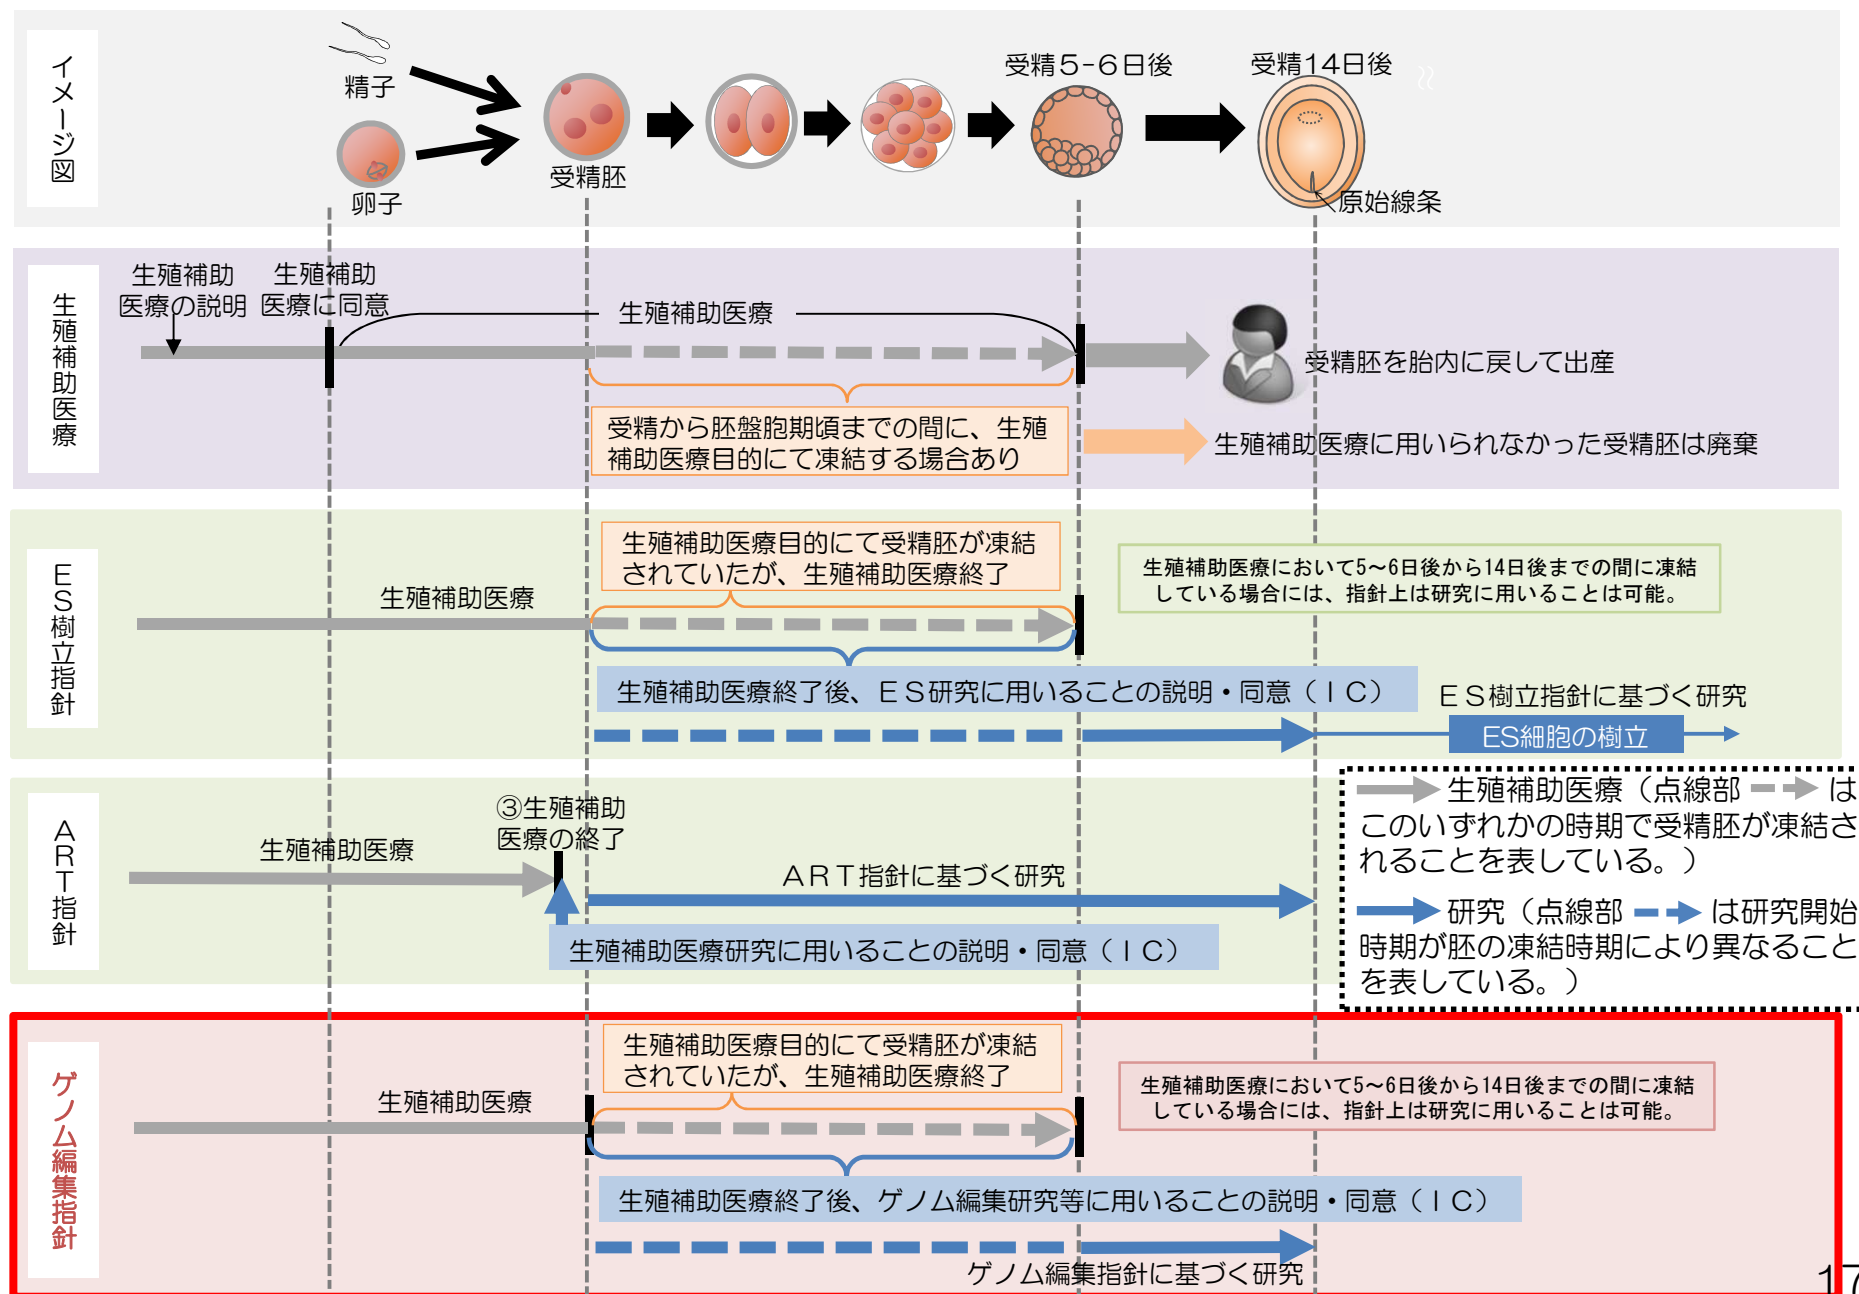 イメージ図
精子
卵子
受精胚
受精5-6日後
受精14日後
原始線条
生殖補助医療
生殖補助
医療の説明
生殖補助
医療に同意
生殖補助医療
受精胚を胎内に戻して出産
受精から胚盤胞期頃までの間に、生殖
補助医療目的にて凍結する場合あり
生殖補助医療に用いられなかった受精胚は廃棄
ES樹立指針
生殖補助医療
生殖補助医療目的にて受精胚が凍結
されていたが、生殖補助医療終了
生殖補助医療において5~6日後から14日後までの間に凍結
している場合には、指針上は研究に用いることは可能。
生殖補助医療終了後、ES研究に用いることの説明・同意(IC)
ES樹立指針に基づく研究
ES細胞の樹立
ART指針
生殖補助医療
③生殖補助
医療の終了
ART指針に基づく研究
生殖補助医療研究に用いることの説明・同意(IC)
生殖補助医療(点線部 は
このいずれかの時期で受精胚が凍結さ
れることを表している。)
研究(点線部 は研究開始
時期が胚の凍結時期により異なること
を表している。)
ゲノム編集指針
生殖補助医療
生殖補助医療目的にて受精胚が凍結
されていたが、生殖補助医療終了
生殖補助医療において5~6日後から14日後までの間に凍結
している場合には、指針上は研究に用いることは可能。
生殖補助医療終了後、ゲノム編集研究等に用いることの説明・同意(IC)
ゲノム編集指針に基づく研究
17